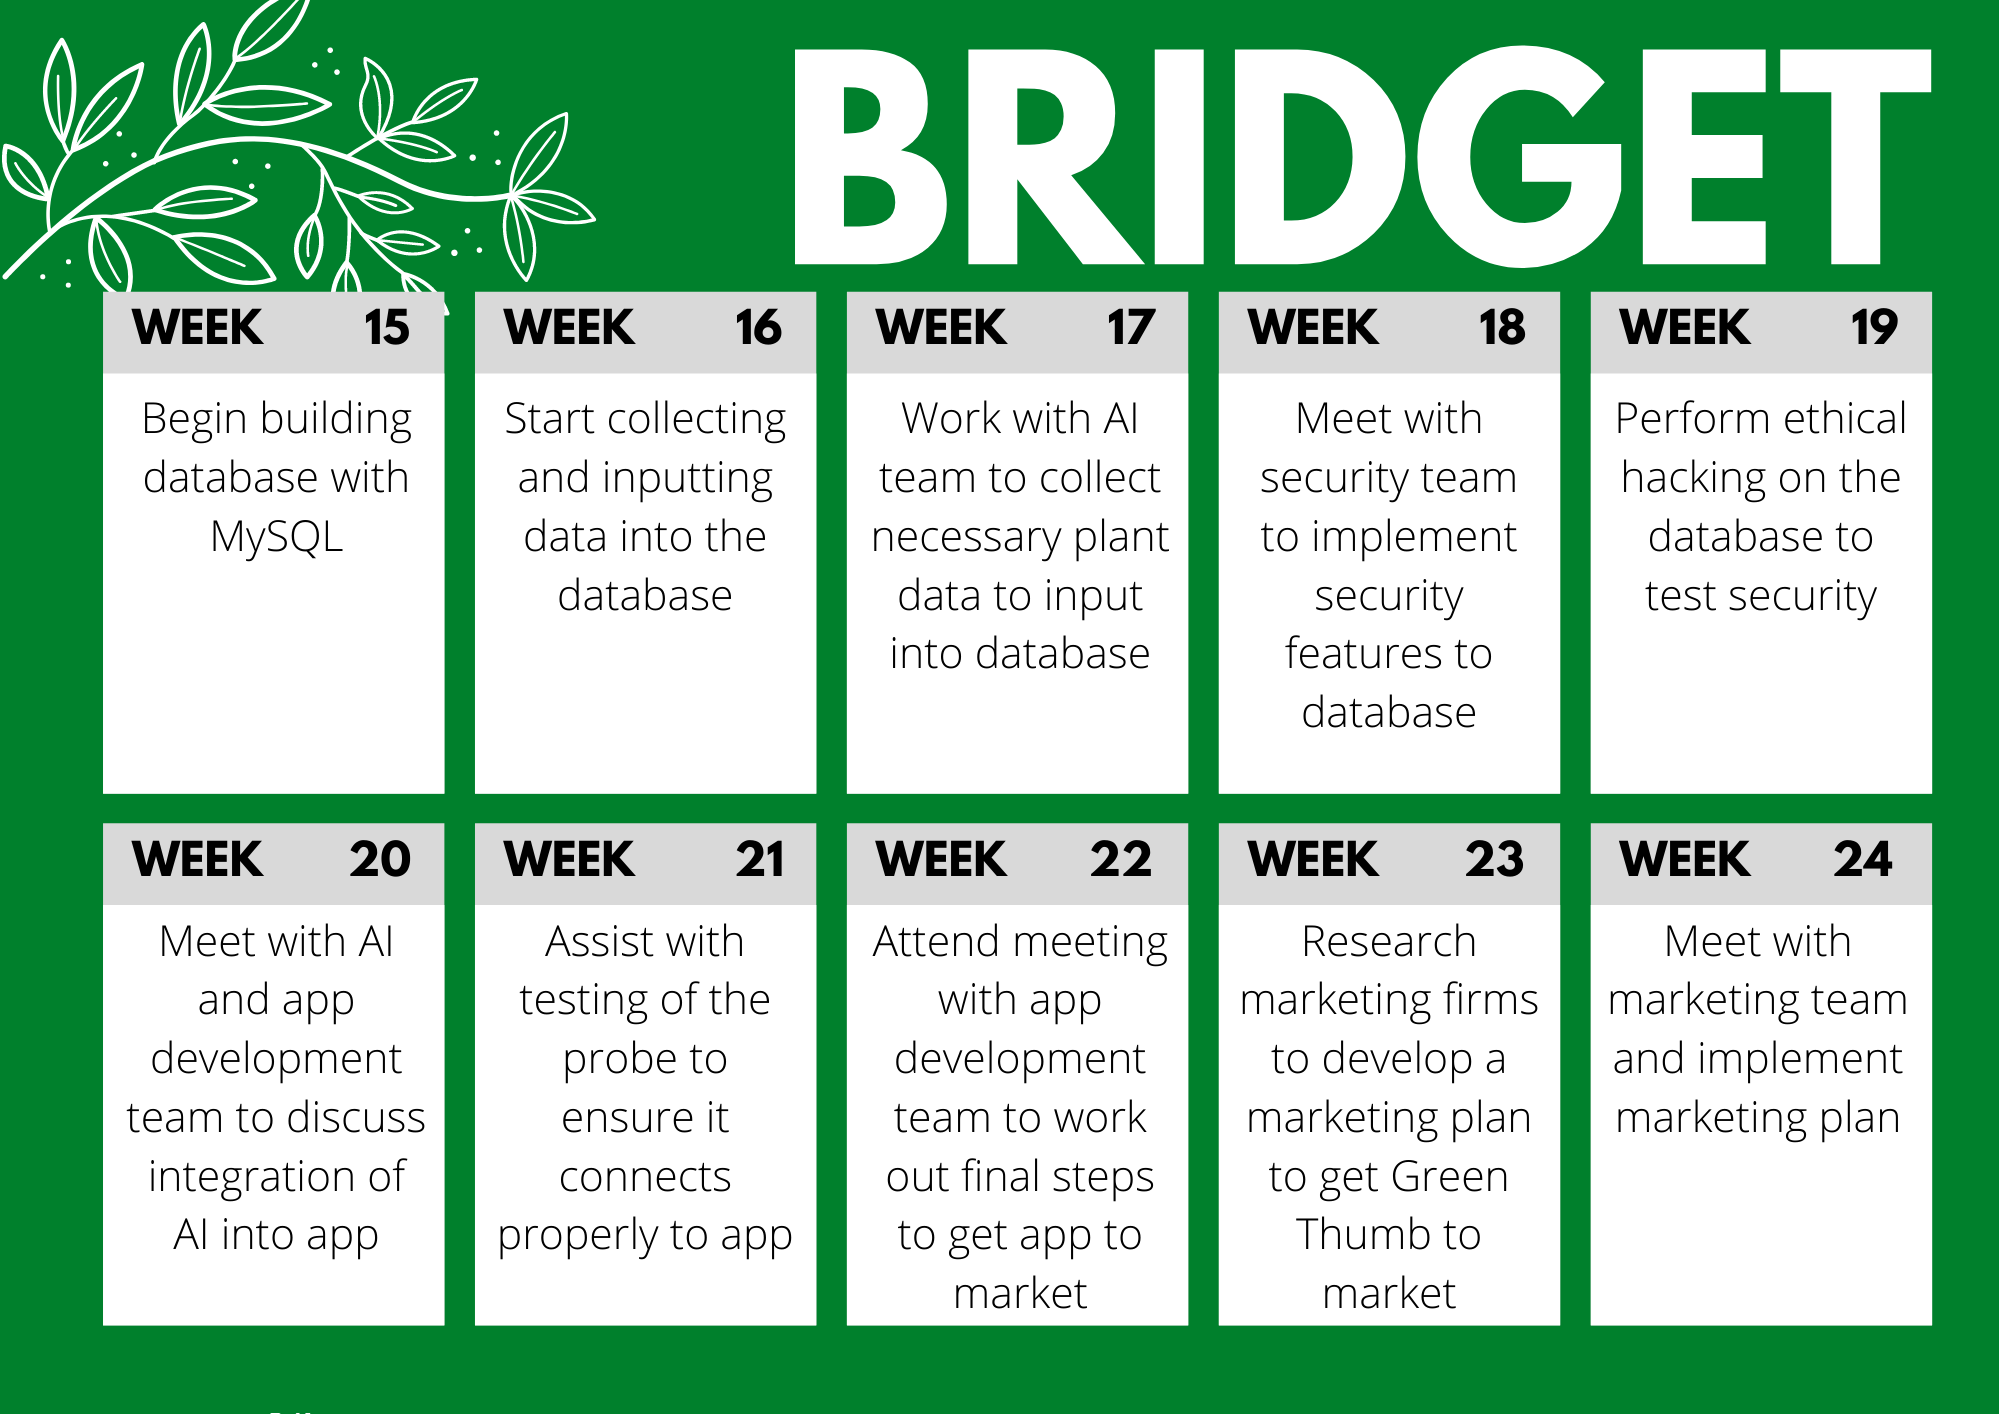 BRIDGET
WEEK 15
Begin building
database with
MySQL
WEEK 16
Start collecting
and inputting
data into the
database
WEEK 17
Work with AI
team to collect
necessary plant
data to input
into database
WEEK 18
Meet with
security team
to implement
security
features to
database
WEEK 19
Perform ethical
hacking on the
database to
test security
WEEK 20
Meet with AI
and app
development
team to discuss
integration of
AI into app
WEEK 21
Assist with
testing of the
probe to
ensure it
connects
properly to app
WEEK 22
Attend meeting
with app
development
team to work
out final steps
to get app to
market
WEEK 23
Research
marketing firms
to develop a
marketing plan
to get Green
Thumb to
market
WEEK 24
Meet with
marketing team
and implement
marketing plan